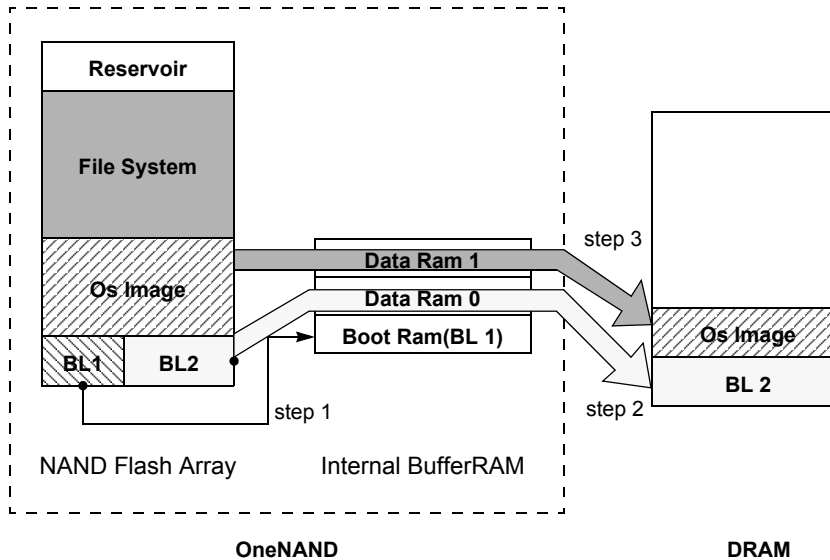 Reservoir
File System
step 3
Data Ram 1
Os Image
Data Ram 0
Boot Ram(BL 1)
Os Image
BL1
BL2
BL 2
step 1
step 2
NAND Flash Array
Internal BufferRAM
OneNAND
DRAM